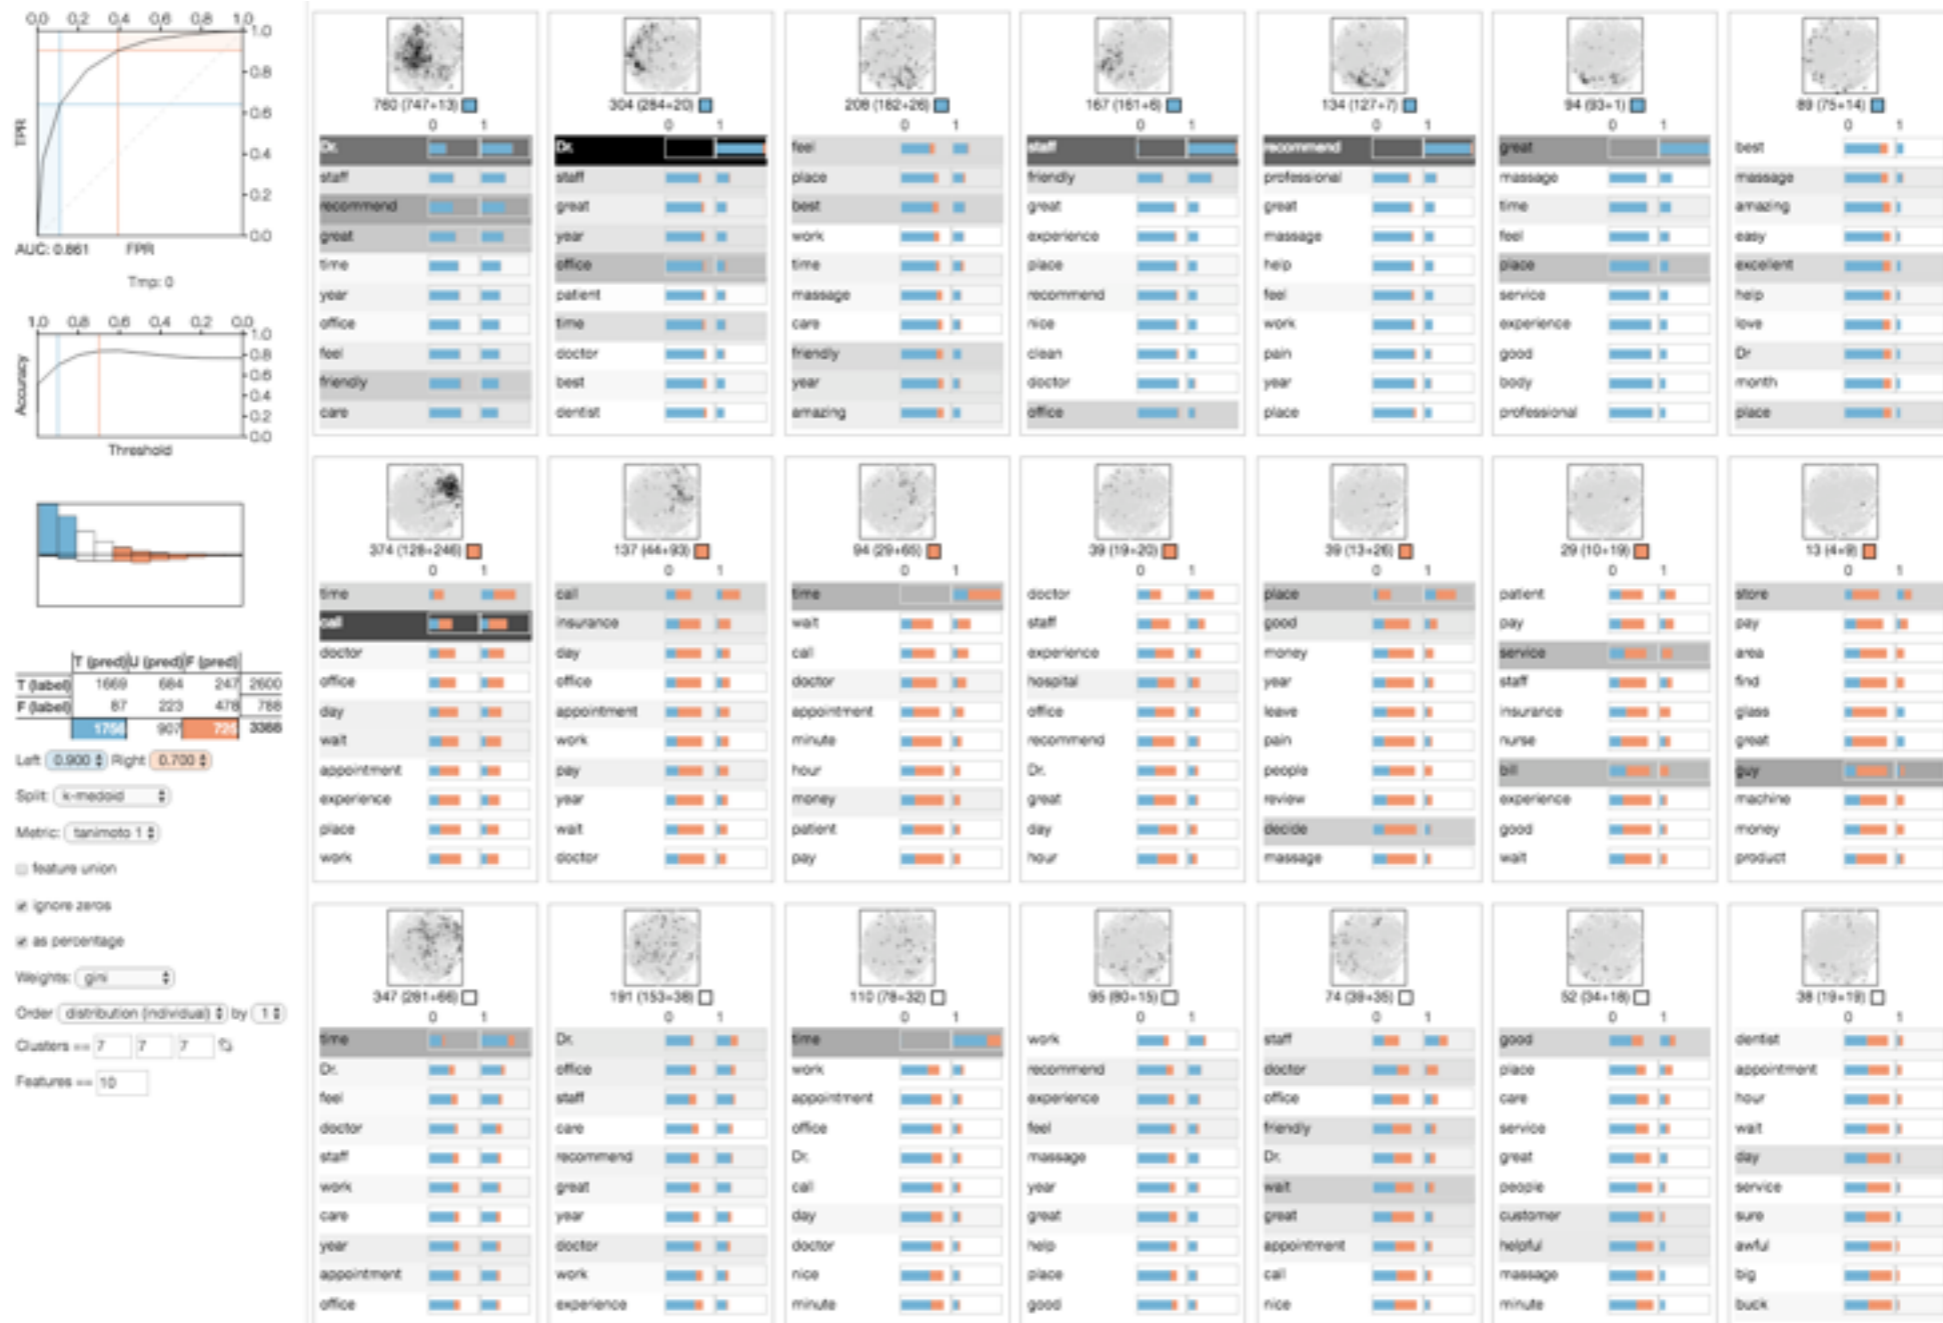 0.0 0.2 0.4 0.6 0.8 1.0
1.0
0.8
0.6
0.4
0.2
0.0
TPR
AUC: 0.861 FPR
Tmp: 0
1.0 0.8 0.6 0.4 0.2 0.0
1.0
0.8
0.6
0.4
0.2
0.0
Accuracy
Threshold
T (pred) U (pred) F (pred)
T (label) 1669 684 247 2600
F (label) 87 223 478 788
1756 907 725 3388
Left 0.900 Right 0.700
Split: k-medoid
Metric: tanimoto 1
feature union
ignore zeros
as percentage
Weights: gini
Order distribution (individual) by 1
Clusters == 7 7 7
Features == 10
760 (747+13)
0 1
Dr.
staff
recommend
great
time
year
office
feel
friendly
care
304 (284+20)
0 1
Dr.
staff
great
year
office
patient
time
doctor
best
dentist
208 (182+26)
0 1
feel
place
best
work
time
massage
care
friendly
year
amazing
167 (161+6)
0 1
staff
friendly
great
experience
place
recommend
nice
clean
doctor
office
134 (127+7)
0 1
recommend
professional
great
massage
help
feel
work
pain
year
place
94 (93+1)
0 1
great
massage
time
feel
place
service
experience
good
body
professional
89 (75+14)
0 1
best
massage
amazing
easy
excellent
help
love
Dr
month
place
374 (128+246)
0 1
time
call
doctor
office
day
wait
appointment
experience
place
work
137 (44+93)
0 1
call
insurance
day
office
appointment
work
pay
year
wait
doctor
94 (29+65)
0 1
time
wait
call
doctor
appointment
minute
hour
money
patient
pay
39 (19+20)
0 1
doctor
staff
experience
hospital
office
recommend
Dr.
great
day
hour
39 (13+26)
0 1
place
good
money
year
leave
pain
people
review
decide
massage
29 (10+19)
0 1
patient
pay
service
staff
insurance
nurse
bill
experience
good
wait
13 (4+9)
0 1
store
pay
area
find
glass
great
guy
machine
money
product
347 (281+66)
0 1
time
Dr.
feel
doctor
staff
work
care
year
appointment
office
191 (153+38)
0 1
Dr.
office
staff
care
recommend
great
year
doctor
work
experience
110 (78+32)
0 1
time
work
appointment
office
Dr.
call
day
doctor
nice
minute
95 (80+15)
0 1
work
recommend
experience
feel
massage
year
great
help
place
good
74 (39+35)
0 1
staff
doctor
office
friendly
Dr.
wait
great
appointment
call
nice
52 (34+18)
0 1
good
place
care
service
great
people
customer
helpful
massage
minute
38 (19+19)
0 1
dentist
appointment
hour
wait
day
service
sure
awful
big
buck